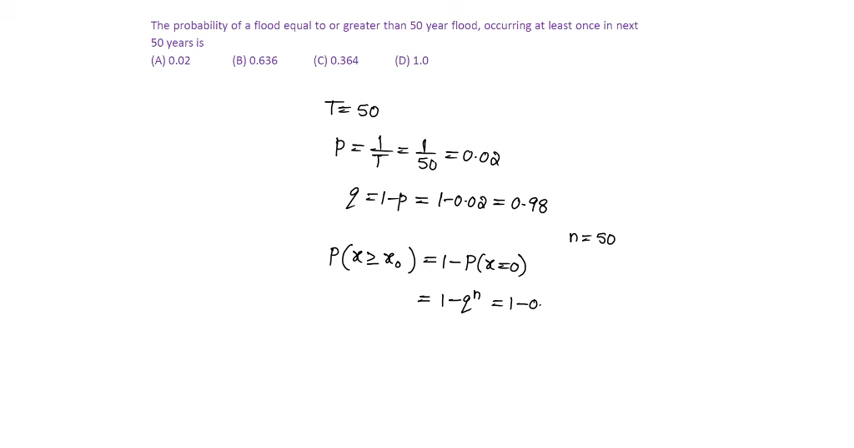 The probability of a flood equal to or greater than 50 year flood, occurring at least once in next
50 years is
(A) 0.02 (B) 0.636 (C) 0.364 (D) 1.0
T = 50
p = 1/T = 1/50 = 0.02
q = 1-p = 1-0.02 = 0.98
n = 50
P(x ≥ x₀) = 1-P(x=0)
= 1-qⁿ = 1-0.